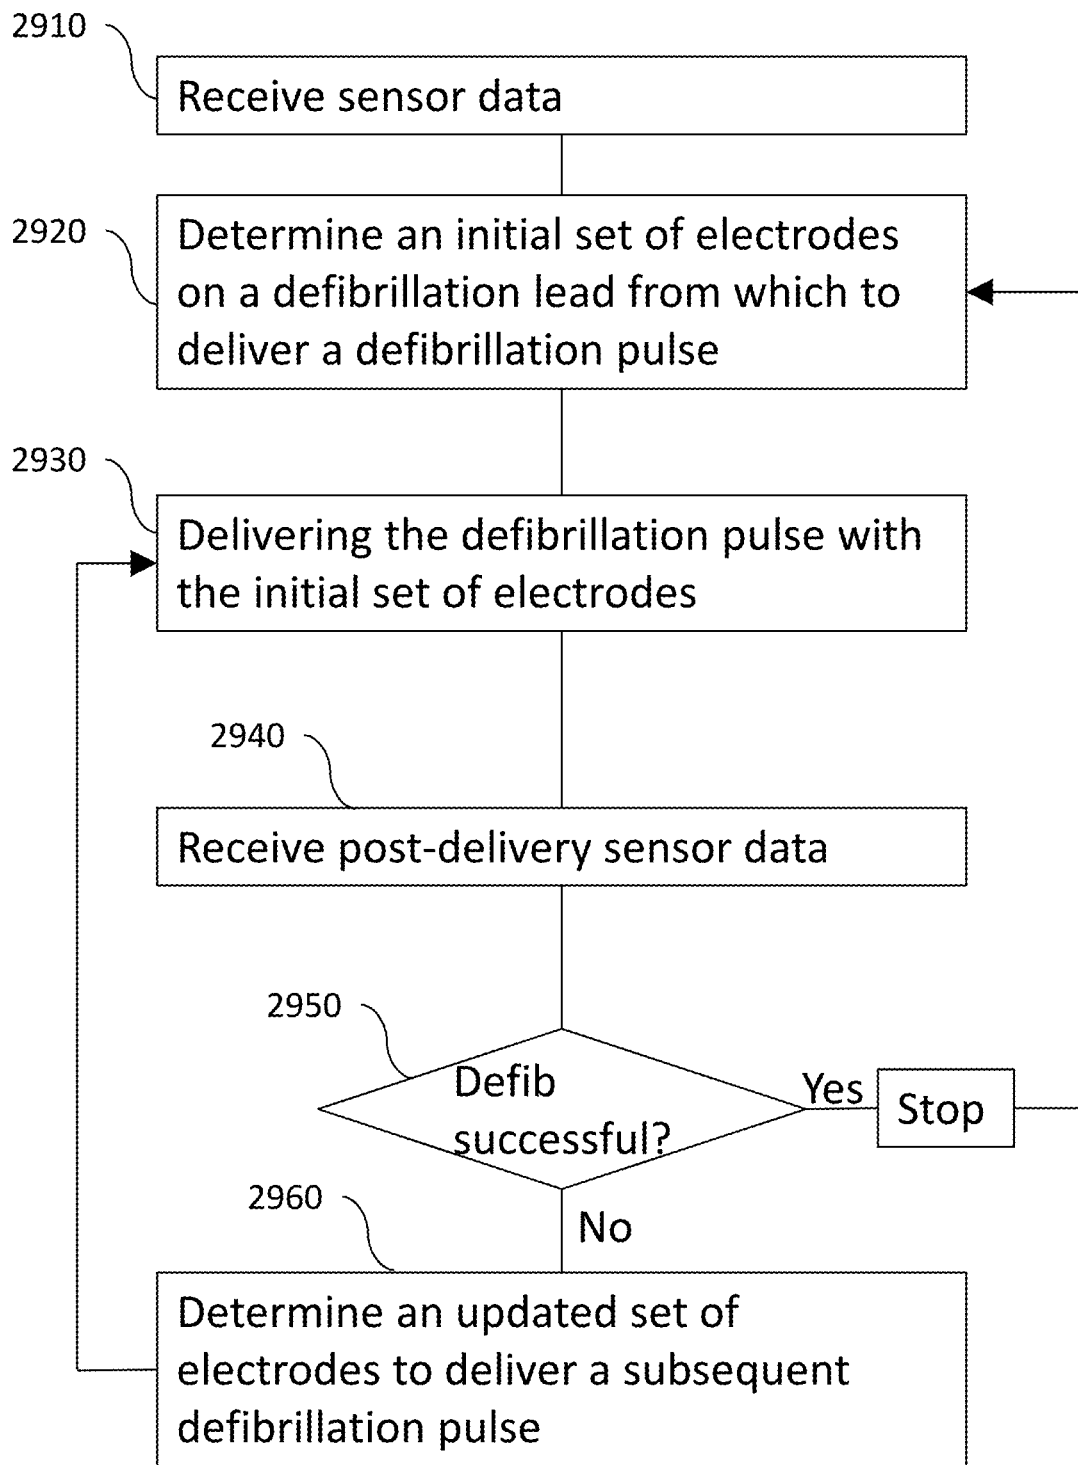 2910
Receive sensor data
2920
Determine an initial set of electrodes
on a defibrillation lead from which to
deliver a defibrillation pulse
2930
Delivering the defibrillation pulse with
the initial set of electrodes
2940
Receive post-delivery sensor data
2950
Defib
successful?
Yes
Stop
2960
No
Determine an updated set of
electrodes to deliver a subsequent
defibrillation pulse